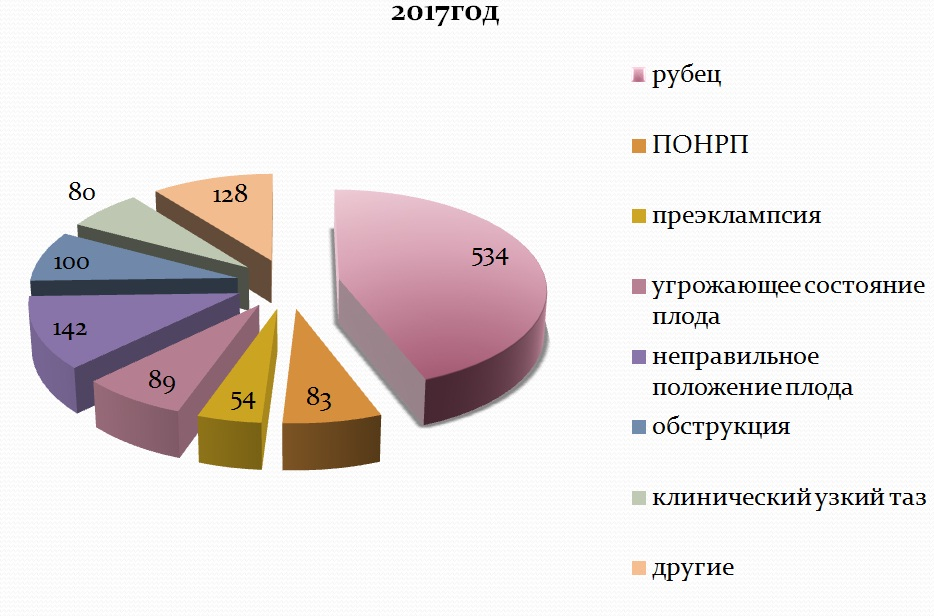 2017год
рубец
ПОНРП
преэклампсия
угрожающее состояние
плода
неправильное
положение плода
обструкция
клинический узкий таз
другие
534
83
54
89
142
100
80
128